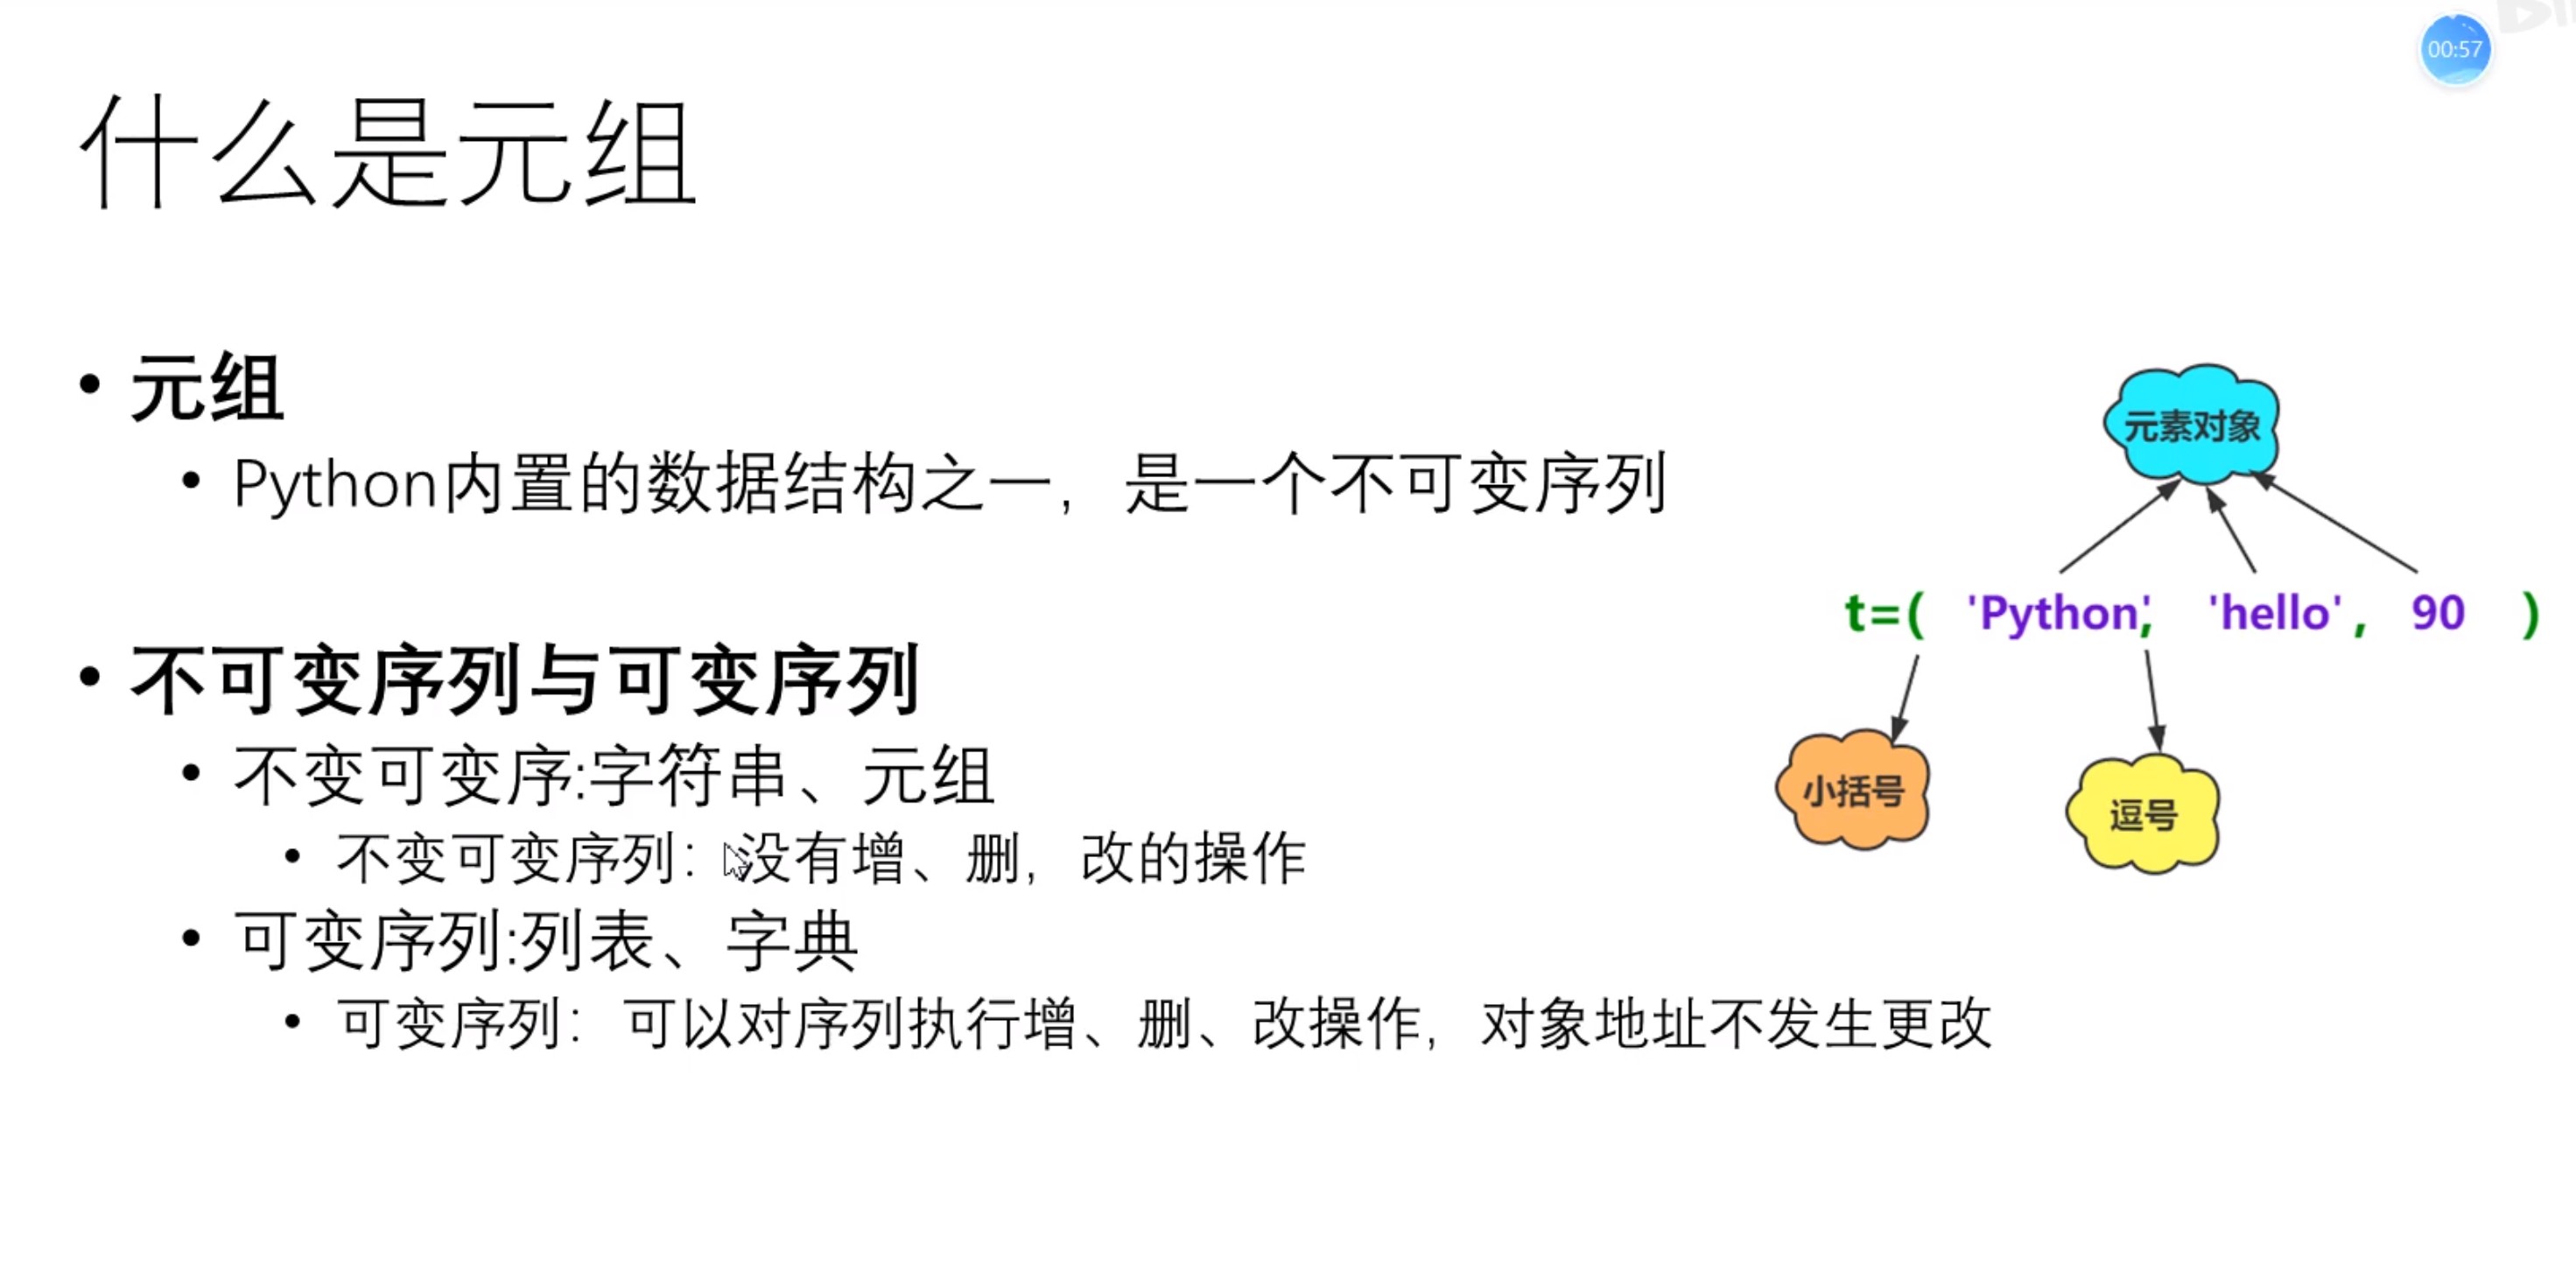 00:57
什么是元组
• 元组
• Python内置的数据结构之一，是一个不可变序列
• 不可变序列与可变序列
• 不变可变序:字符串、元组
• 不变可变序列：没有增、删，改的操作
• 可变序列:列表、字典
• 可变序列：可以对序列执行增、删、改操作，对象地址不发生更改
元素对象
t=( 'Python', 'hello', 90 )
小括号
逗号